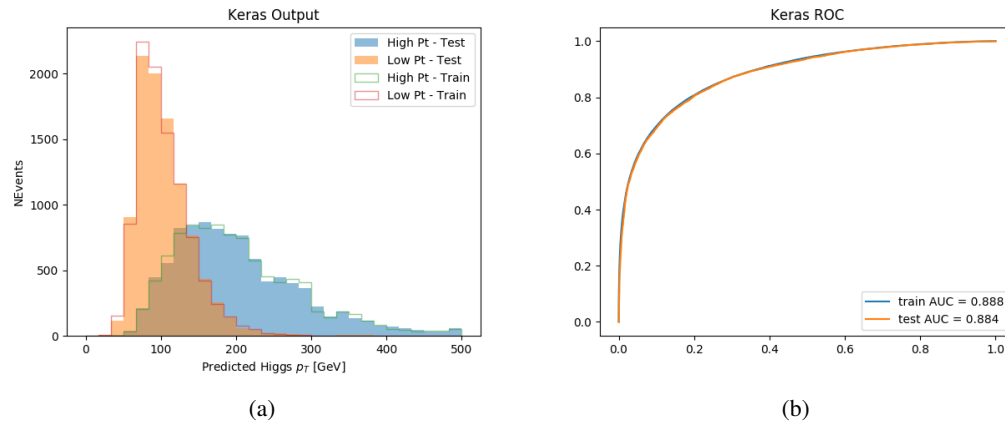 Keras Output
NEvents
2000
1500
1000
500
0
High Pt - Test
Low Pt - Test
High Pt - Train
Low Pt - Train
0 100 200 300 400 500
Predicted Higgs p_T [GeV]
(a)
Keras ROC
1.0
0.8
0.6
0.4
0.2
0.0
train AUC = 0.888
test AUC = 0.884
0.0 0.2 0.4 0.6 0.8 1.0
(b)